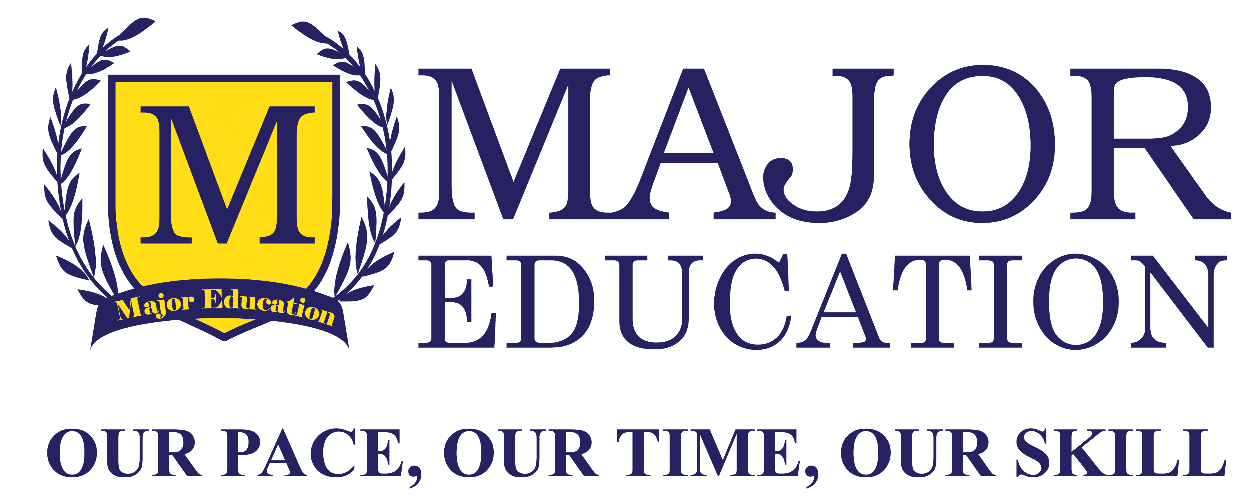 M
Major Education
MAJOR
EDUCATION
OUR PACE, OUR TIME, OUR SKILL